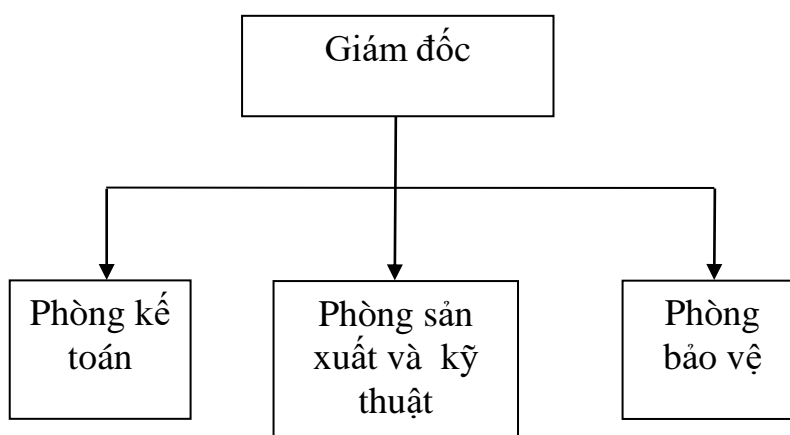 Giám đốc
Phòng kế
toán
Phòng sản
xuất và kỹ
thuật
Phòng
bảo vệ